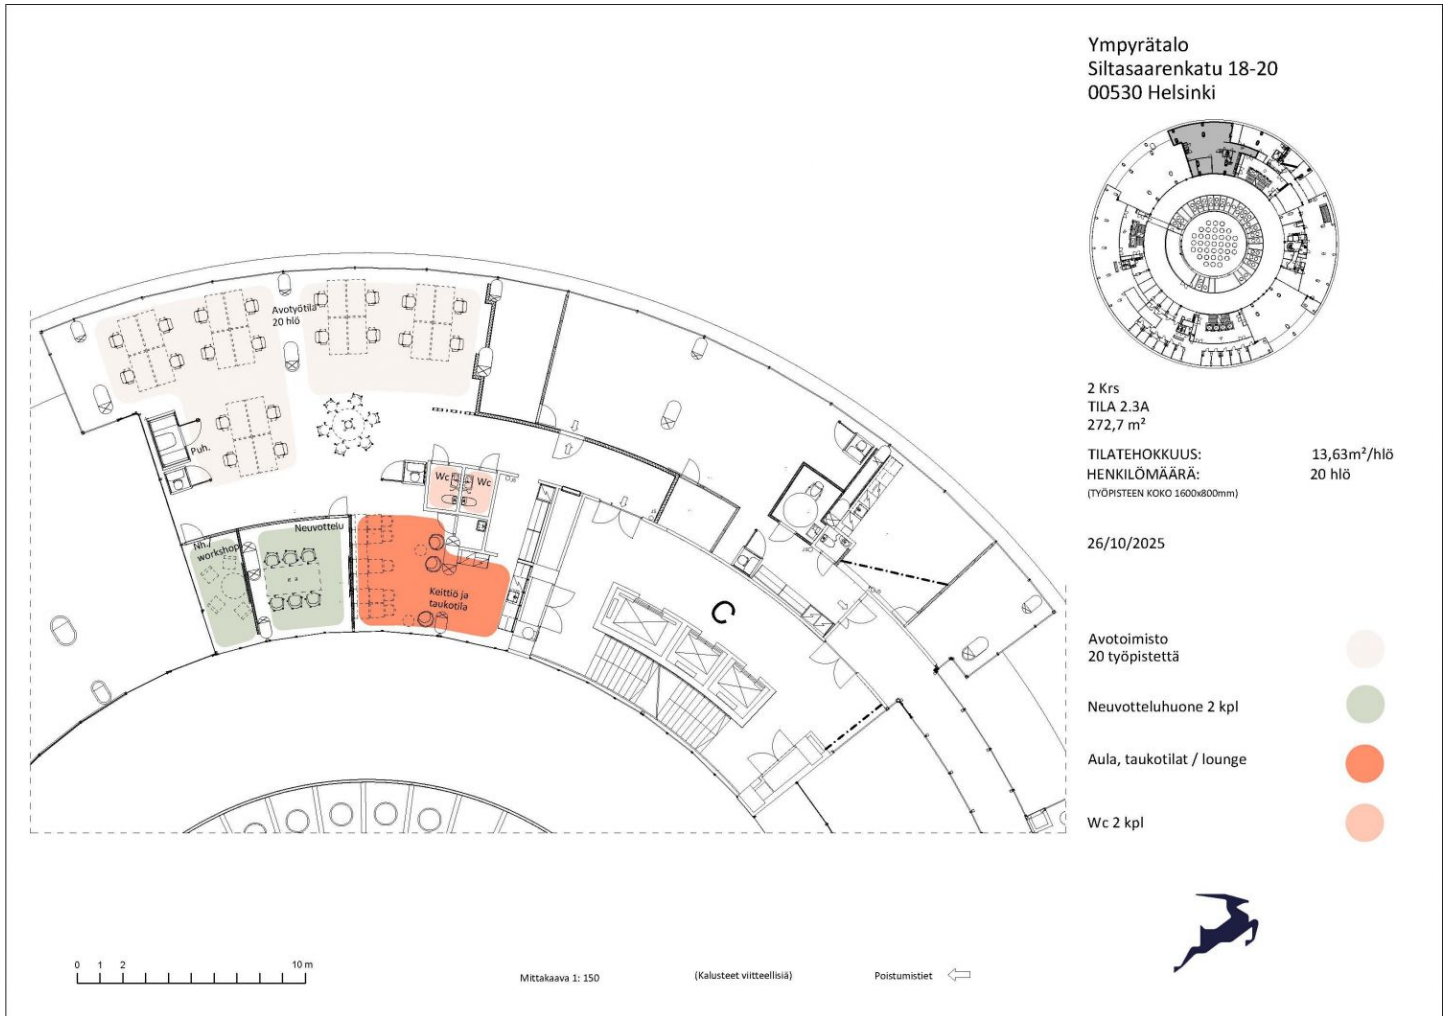 Ympyrätalo
Siltasaarenkatu 18-20
00530 Helsinki
Avotyötila
20 hlö
Puh.
Wc
Wc
Neuvottelu
Nh./
workshop
Keittiö ja
taukotila
C
2 Krs
TILA 2.3A
272,7 m²
TILATEHOKKUUS: 13,63m²/hlö
HENKILÖMÄÄRÄ: 20 hlö
(TYÖPISTEEN KOKO 1600x800mm)
26/10/2025
Avotoimisto
20 työpistettä
Neuvotteluhuone 2 kpl
Aula, taukotilat / lounge
Wc 2 kpl
0 1 2 10 m
Mittakaava 1: 150
(Kalusteet viitteellisiä)
Poistumistiet